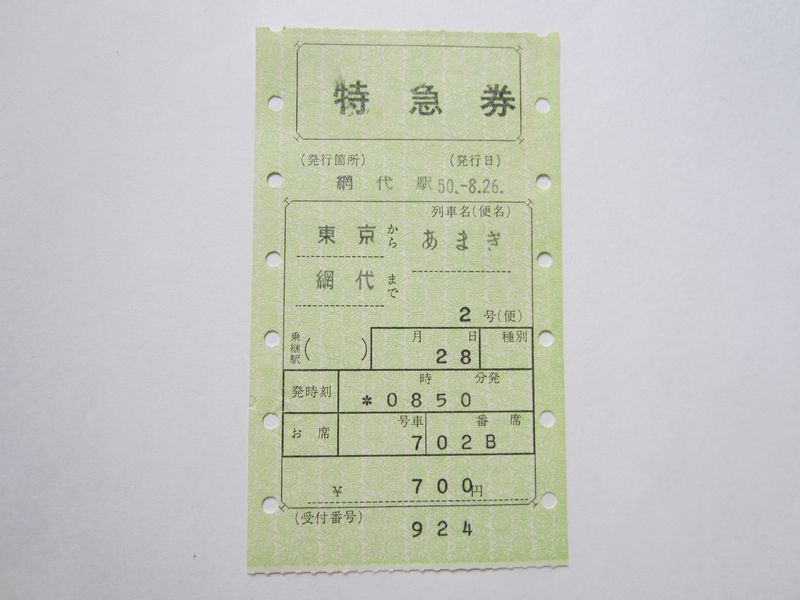 特急券
(発行箇所) (発行日)
網代駅 50.-8.26.
列車名(便名)
東京から あまぎ
網代まで
2号(便)
乗継駅( ) 月 日 種別
28
発時刻 時 分発
*0850
お席 号車 番 席
7 02B
¥ 700円
(受付番号)
924